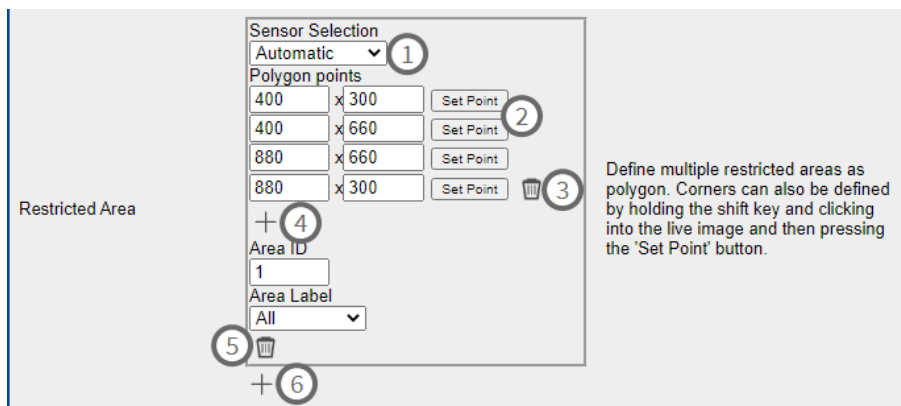 Restricted Area
Sensor Selection
Automatic
1
Polygon points
400 x 300 Set Point
2
400 x 660 Set Point
880 x 660 Set Point
880 x 300 Set Point
3
4
Area ID
1
Area Label
All
5
6
Define multiple restricted areas as
polygon. Corners can also be defined
by holding the shift key and clicking
into the live image and then pressing
the 'Set Point' button.